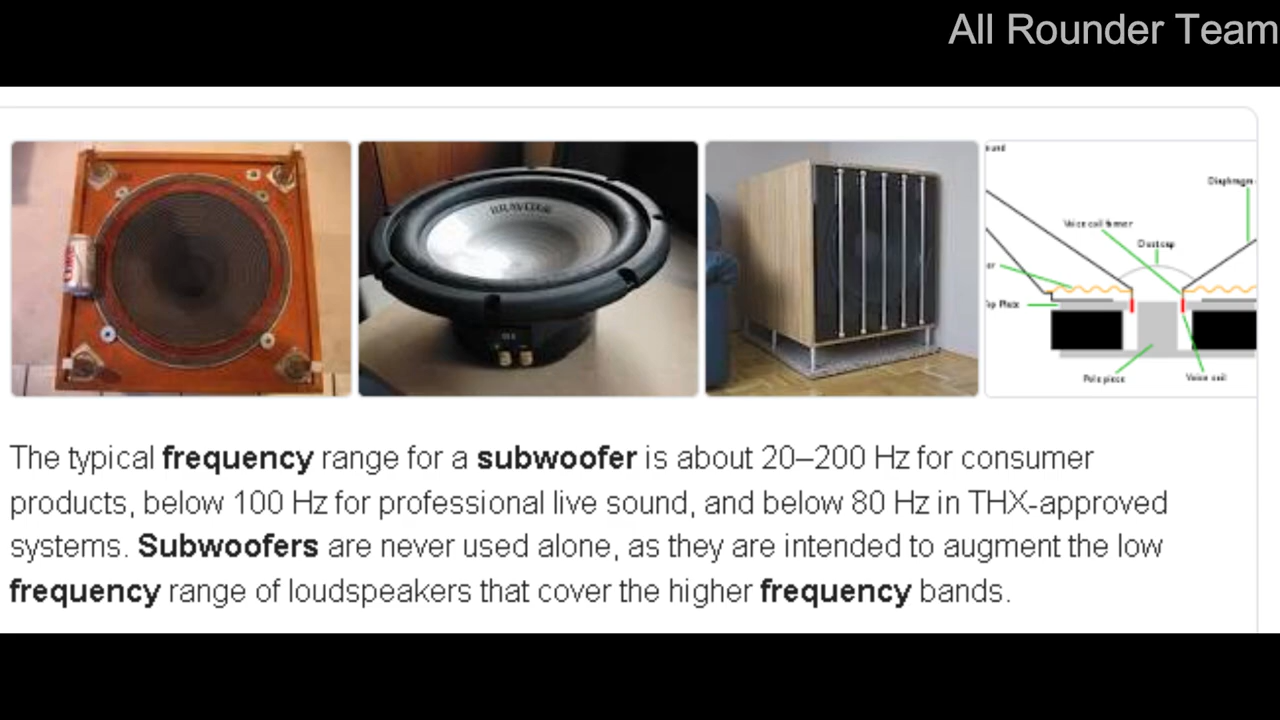 All Rounder Team
Diaphragm
Voice coil former
Dustcap
Pole piece
Voice coil
The typical frequency range for a subwoofer is about 20–200 Hz for consumer
products, below 100 Hz for professional live sound, and below 80 Hz in THX-approved
systems. Subwoofers are never used alone, as they are intended to augment the low
frequency range of loudspeakers that cover the higher frequency bands.